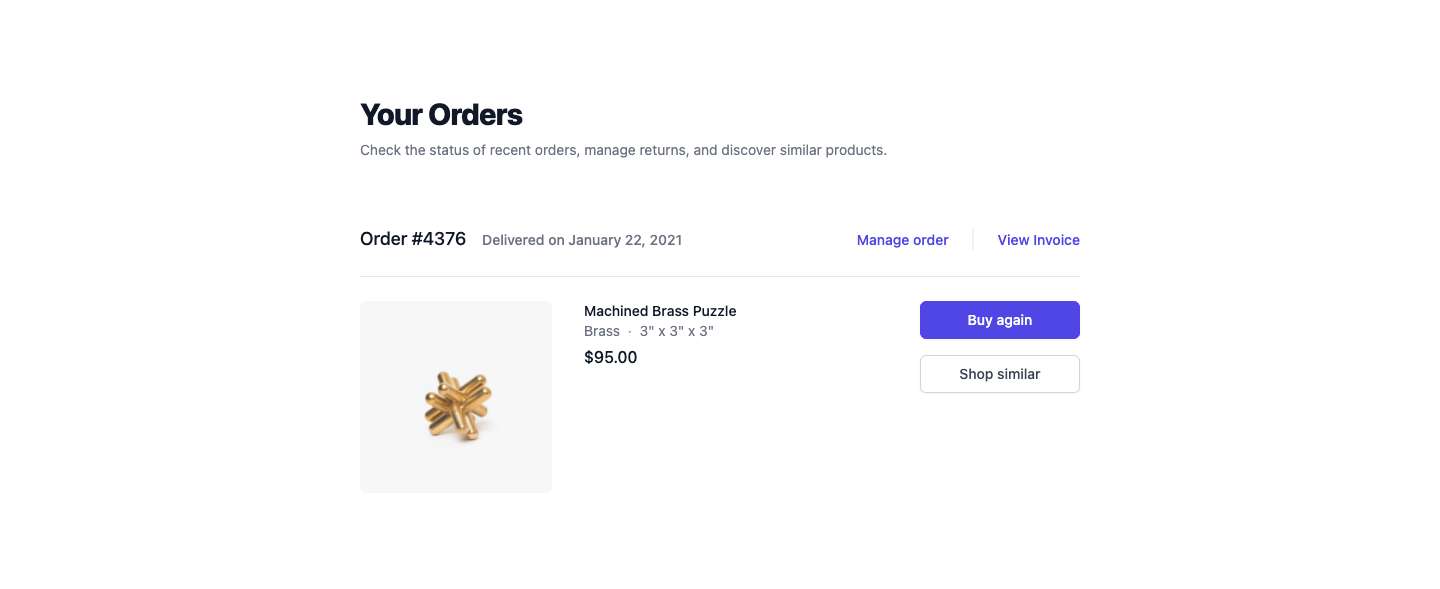 Your Orders
Check the status of recent orders, manage returns, and discover similar products.
Order #4376 Delivered on January 22, 2021 Manage order View Invoice
Machined Brass Puzzle
Brass · 3" x 3" x 3"
$95.00
Buy again
Shop similar